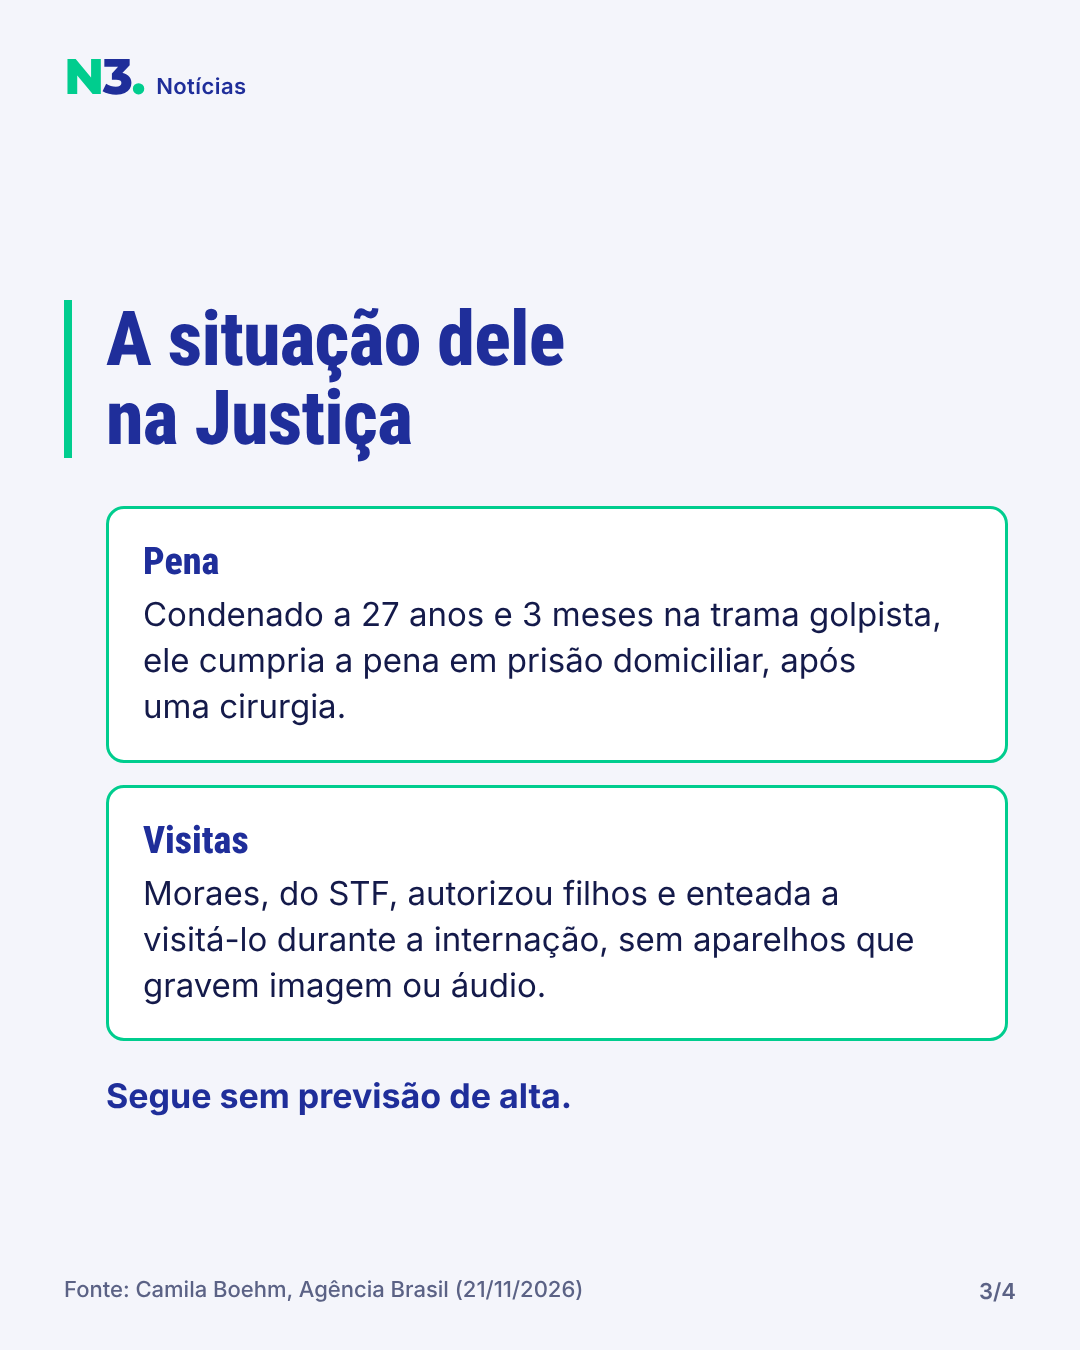 N3. Notícias
A situação dele
na Justiça
Pena
Condenado a 27 anos e 3 meses na trama golpista,
ele cumpria a pena em prisão domiciliar, após
uma cirurgia.
Visitas
Moraes, do STF, autorizou filhos e enteada a
visitá-lo durante a internação, sem aparelhos que
gravem imagem ou áudio.
Segue sem previsão de alta.
Fonte: Camila Boehm, Agência Brasil (21/11/2026)
3/4